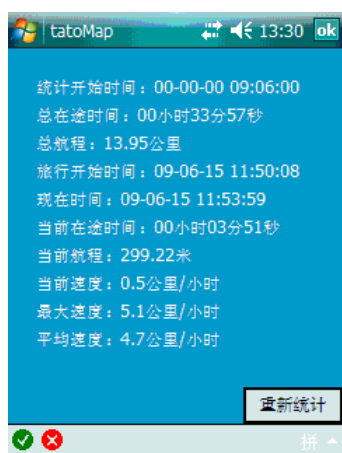 tatoMap 13:30 ok
统计开始时间：00-00-00 09:06:00
总在途时间：00小时33分57秒
总航程：13.95公里
旅行开始时间：09-06-15 11:50:08
现在时间：09-06-15 11:53:59
当前在途时间：00小时03分51秒
当前航程：299.22米
当前速度：0.5公里/小时
最大速度：5.1公里/小时
平均速度：4.7公里/小时
重新统计
拼